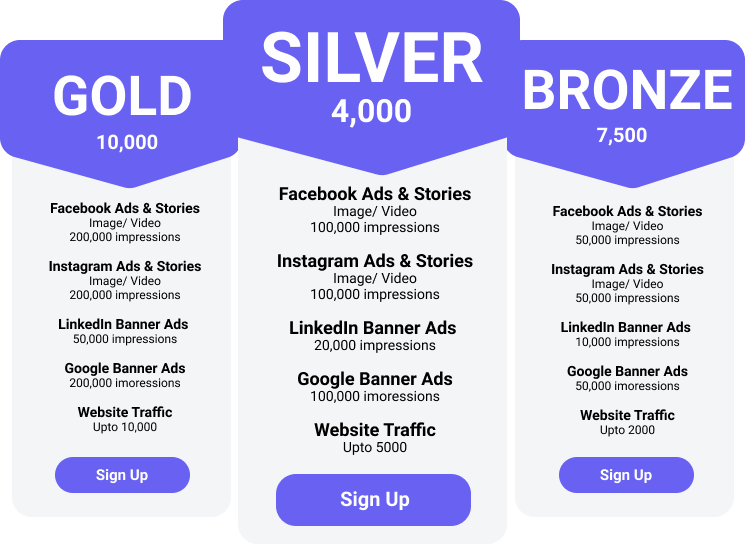 GOLD
10,000
Facebook Ads & Stories
Image/ Video
200,000 impressions
Instagram Ads & Stories
Image/ Video
200,000 impressions
LinkedIn Banner Ads
50,000 impressions
Google Banner Ads
200,000 imoressions
Website Traffic
Upto 10,000
Sign Up
SILVER
4,000
Facebook Ads & Stories
Image/ Video
100,000 impressions
Instagram Ads & Stories
Image/ Video
100,000 impressions
LinkedIn Banner Ads
20,000 impressions
Google Banner Ads
100,000 imoressions
Website Traffic
Upto 5000
Sign Up
BRONZE
7,500
Facebook Ads & Stories
Image/ Video
50,000 impressions
Instagram Ads & Stories
Image/ Video
50,000 impressions
LinkedIn Banner Ads
10,000 impressions
Google Banner Ads
50,000 imoressions
Website Traffic
Upto 2000
Sign Up